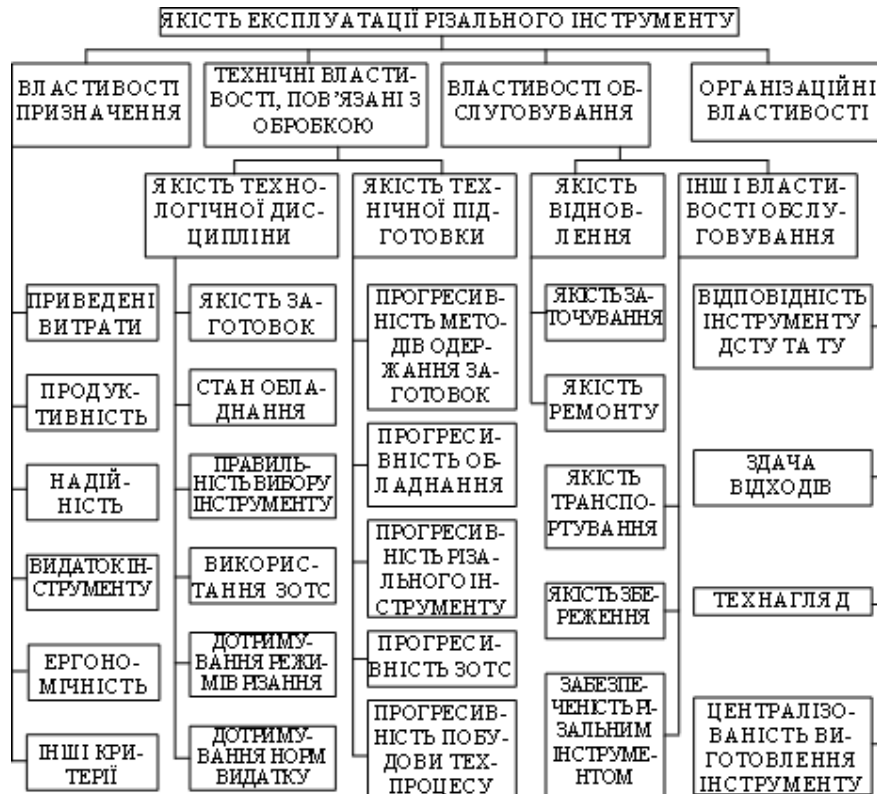 ЯКІСТЬ ЕКСПЛУАТАЦІЇ РІЗАЛЬНОГО ІНСТРУМЕНТУ
ВЛАСТИВОСТІ
ПРИЗНАЧЕННЯ
ТЕХНІЧНІ ВЛАСТИ-
ВОСТІ, ПОВ’ЯЗАНІ З
ОБРОБКОЮ
ВЛАСТИВОСТІ ОБ-
СЛУГОВУВАННЯ
ОРГАНІЗАЦІЙНІ
ВЛАСТИВОСТІ
ЯКІСТЬ ТЕХНО-
ЛОГІЧНОЇ ДИС-
ЦИПЛІНИ
ЯКІСТЬ ТЕХ-
НІЧНОЇ ПІДГ-
ОТОВКИ
ЯКІСТЬ
ВІДНОВ-
ЛЕННЯ
ІНШІ ВЛАСТИ-
ВОСТІ ОБСЛУ-
ГОВУВАННЯ
ПРИВЕДЕНІ
ВИТРАТИ
ПРОДУК-
ТИВНІСТЬ
НАДІЙ-
НІСТЬ
ВИДАТОК ІН-
СТРУМЕНТУ
ЕРГОНО-
МІЧНІСТЬ
ІНШІ КРИ-
ТЕРІЇ
ЯКІСТЬ ЗА-
ГОТОВОК
СТАН ОБЛА-
ДНАННЯ
ПРАВИЛЬ-
НІСТЬ ВИБОРУ
ІНСТРУМЕНТУ
ВИКОРИС-
ТАННЯ ЗОТС
ДОТРИМУ-
ВАННЯ РЕЖИ-
МІВ РІЗАННЯ
ДОТРИМУ-
ВАННЯ НОРМ
ВИДАТКУ
ПРОГРЕСИВ-
НІСТЬ МЕТО-
ДІВ ОДЕР-
ЖАННЯ ЗА-
ГОТОВОК
ПРОГРЕСИ-
ВНІСТЬ ОБ-
ЛАДНАННЯ
ПРОГРЕСИВ-
НІСТЬ РІЗ-
АЛЬНОГО ІН-
СТРУМЕНТУ
ПРОГРЕСИ-
ВНІСТЬ ЗОТС
ПРОГРЕСИВ-
НІСТЬ ПОБУ-
ДОВИ ТЕХ-
ПРОЦЕСУ
ЯКІСТЬ ЗА-
ТОЧУВАННЯ
ЯКІСТЬ
РЕМОНТУ
ЯКІСТЬ
ТРАНСПО-
РТУВАННЯ
ЯКІСТЬ ЗБЕ-
РЕЖЕННЯ
ЗАБЕЗПЕ-
ЧЕНІСТЬ РІ-
ЗАЛЬНИМ
ІНСТРУМЕ-
НТОМ
ВІДПОВІДНІСТЬ
ІНСТРУМЕНТУ
ДСТУ ТА ТУ
ЗДАЧА
ВІДХОДІВ
ТЕХНАГЛЯД
ЦЕНТРАЛІЗО-
ВАНІСТЬ ВИ-
ГОТОВЛЕННЯ
ІНСТРУМЕНТУ